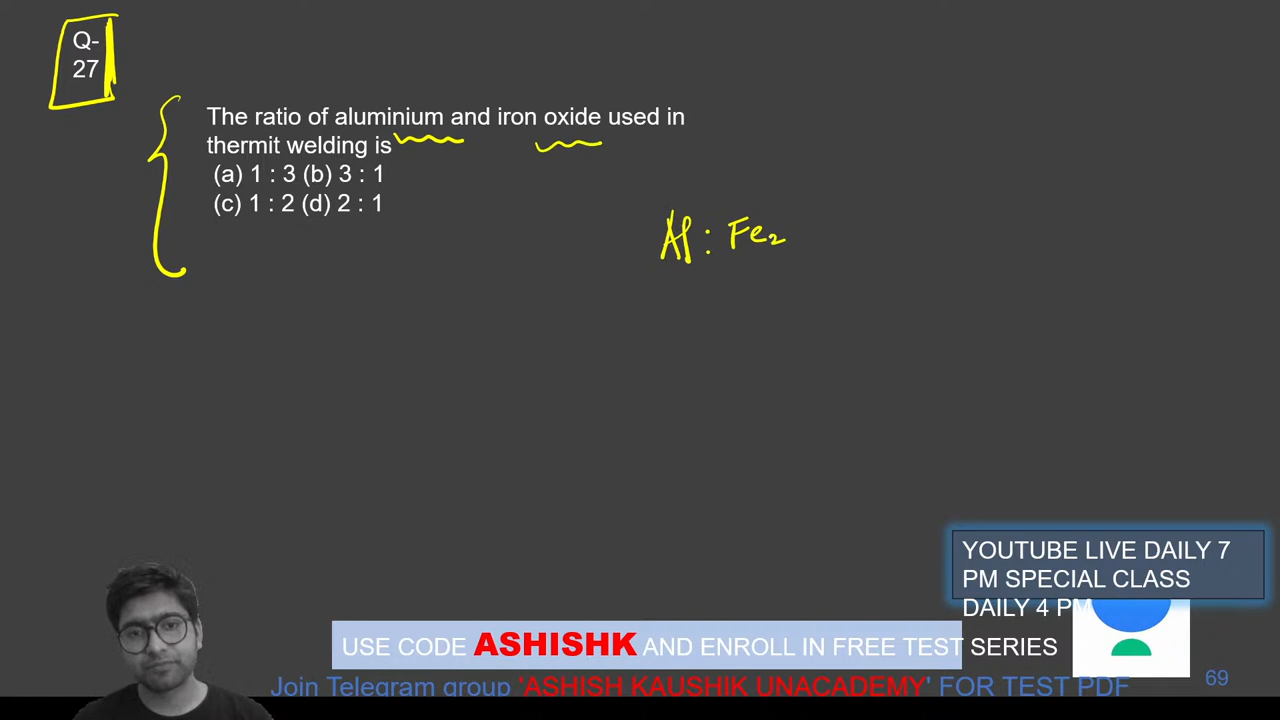 Q-
27
The ratio of aluminium and iron oxide used in
thermit welding is
(a) 1 : 3 (b) 3 : 1
(c) 1 : 2 (d) 2 : 1
Al : Fe₂
YOUTUBE LIVE DAILY 7
PM SPECIAL CLASS
DAILY 4 PM
USE CODE ASHISHK AND ENROLL IN FREE TEST SERIES
Join Telegram group 'ASHISH KAUSHIK UNACADEMY' FOR TEST PDF
69